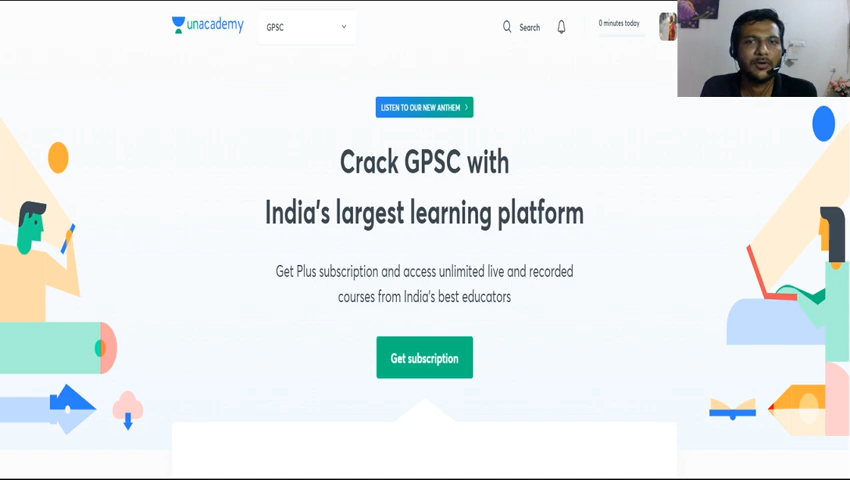 unacademy
GPSC
Search
0 minutes today
LISTEN TO OUR NEW ANTHEM
Crack GPSC with
India's largest learning platform
Get Plus subscription and access unlimited live and recorded
courses from India's best educators
Get subscription